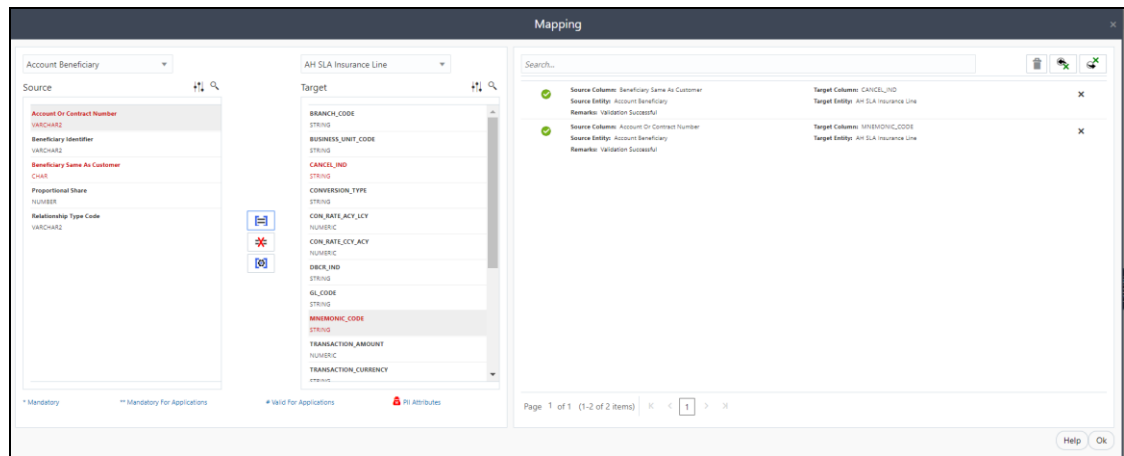 Mapping
Account Beneficiary
AH SLA Insurance Line
Source
Target
Account Or Contract Number
VARCHAR2
Beneficiary Identifier
VARCHAR2
Beneficiary Same As Customer
CHAR
Proportional Share
NUMBER
Relationship Type Code
VARCHAR2
BRANCH_CODE
STRING
BUSINESS_UNIT_CODE
STRING
CANCEL_IND
STRING
CONVERSION_TYPE
STRING
CON_RATE_ACY_LCY
NUMERIC
CON_RATE_CCY_ACY
NUMERIC
DBCR_IND
STRING
GL_CODE
STRING
MNEMONIC_CODE
STRING
TRANSACTION_AMOUNT
NUMERIC
TRANSACTION_CURRENCY
STRING
* Mandatory
** Mandatory For Applications
# Valid For Applications
PII Attributes
Search...
Source Column: Beneficiary Same As Customer Target Column: CANCEL_IND
Source Entity: Account Beneficiary Target Entity: AH SLA Insurance Line
Remarks: Validation Successful
Source Column: Account Or Contract Number Target Column: MNEMONIC_CODE
Source Entity: Account Beneficiary Target Entity: AH SLA Insurance Line
Remarks: Validation Successful
Page 1 of 1 (1-2 of 2 items) 1
Help Ok